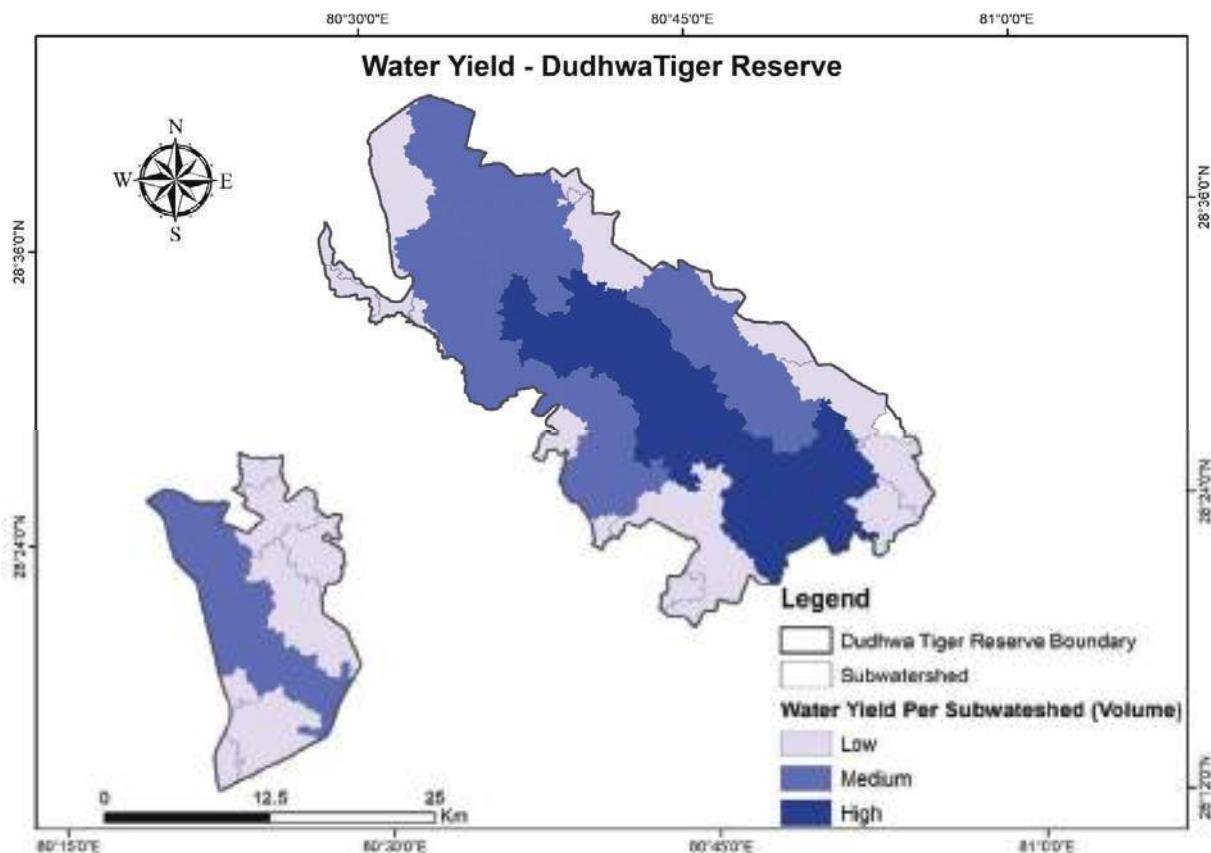 80°30'0"E
80°45'0"E
81°0'0"E
Water Yield - DudhwaTiger Reserve
N
W
E
S
28°36'0"N
28°36'0"N
28°24'0"N
28°24'0"N
28°12'0"N
Legend
Dudhwa Tiger Reserve Boundary
Subwatershed
Water Yield Per Subwateshed (Volume)
Low
Medium
High
0 12.5 25
Km
80°15'0"E
80°30'0"E
80°45'0"E
81°0'0"E